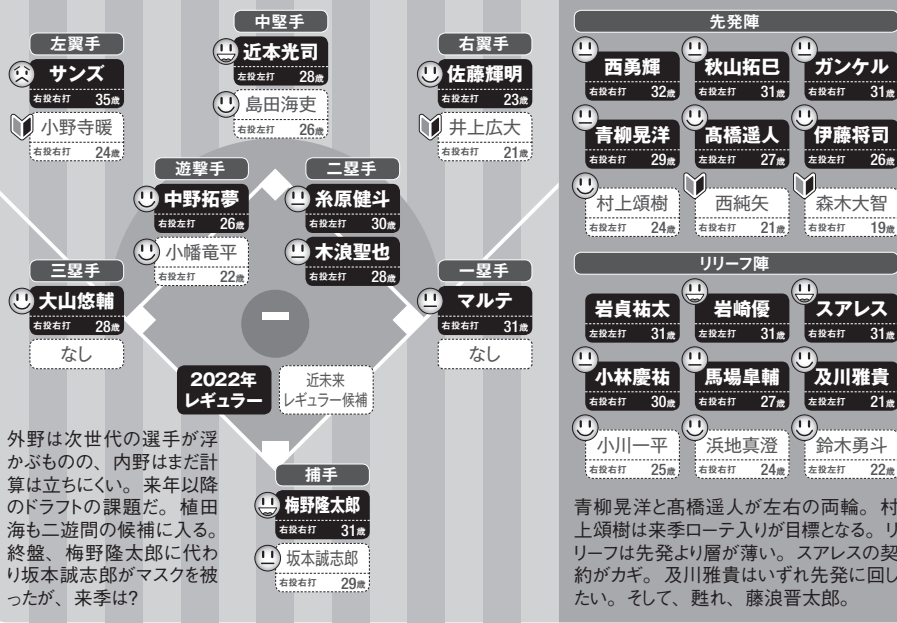 中堅手
近本光司
左投左打 28歳
島田海吏
右投左打 26歳
左翼手
サンズ
右投右打 35歳
小野寺暖
右投右打 24歳
右翼手
佐藤輝明
右投左打 23歳
井上広大
右投右打 21歳
遊撃手
中野拓夢
右投左打 26歳
小幡竜平
右投左打 22歳
二塁手
糸原健斗
右投左打 30歳
木浪聖也
右投左打 28歳
三塁手
大山悠輔
右投右打 28歳
なし
一塁手
マルテ
右投右打 31歳
なし
2022年
レギュラー
近未来
レギュラー候補
捕手
梅野隆太郎
右投右打 31歳
坂本誠志郎
右投右打 29歳
外野は次世代の選手が浮
かぶものの、内野はまだ計
算は立ちにくい。来年以降
のドラフトの課題だ。植田
海も二遊間の候補に入る。
終盤、梅野隆太郎に代わ
り坂本誠志郎がマスクを被
ったが、来季は?
先発陣
西勇輝 秋山拓巳 ガンケル
右投右打 32歳 右投左打 31歳 右投右打 31歳
青柳晃洋 髙橋遥人 伊藤将司
右投右打 29歳 左投左打 27歳 左投左打 26歳
村上頌樹 西純矢 森木大智
右投左打 24歳 右投右打 21歳 右投右打 19歳
リリーフ陣
岩貞祐太 岩崎優 スアレス
左投左打 31歳 左投左打 31歳 右投右打 31歳
小林慶祐 馬場皐輔 及川雅貴
右投右打 30歳 右投右打 27歳 左投左打 21歳
小川一平 浜地真澄 鈴木勇斗
右投右打 25歳 右投右打 24歳 左投左打 22歳
青柳晃洋と髙橋遥人が左右の両輪。村
上頌樹は来季ローテ入りが目標となる。リ
リーフは先発より層が薄い。スアレスの契
約がカギ。及川雅貴はいずれ先発に回し
たい。そして、甦れ、藤浪晋太郎。